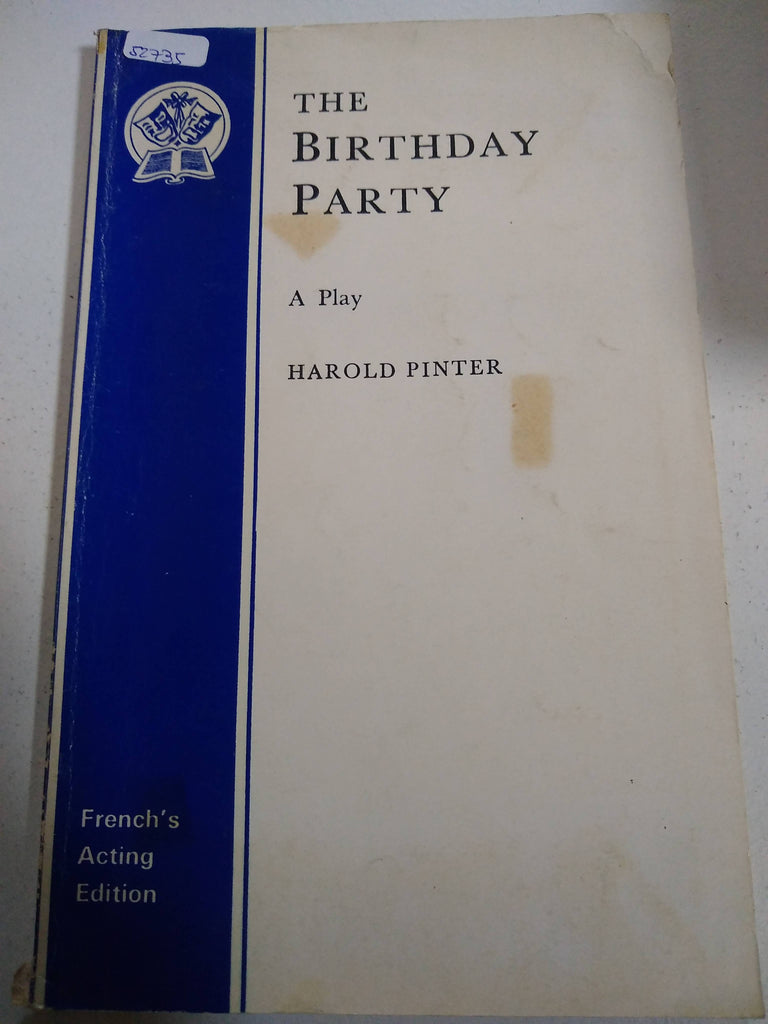 52735
THE
BIRTHDAY
PARTY
A Play
HAROLD PINTER
French's
Acting
Edition